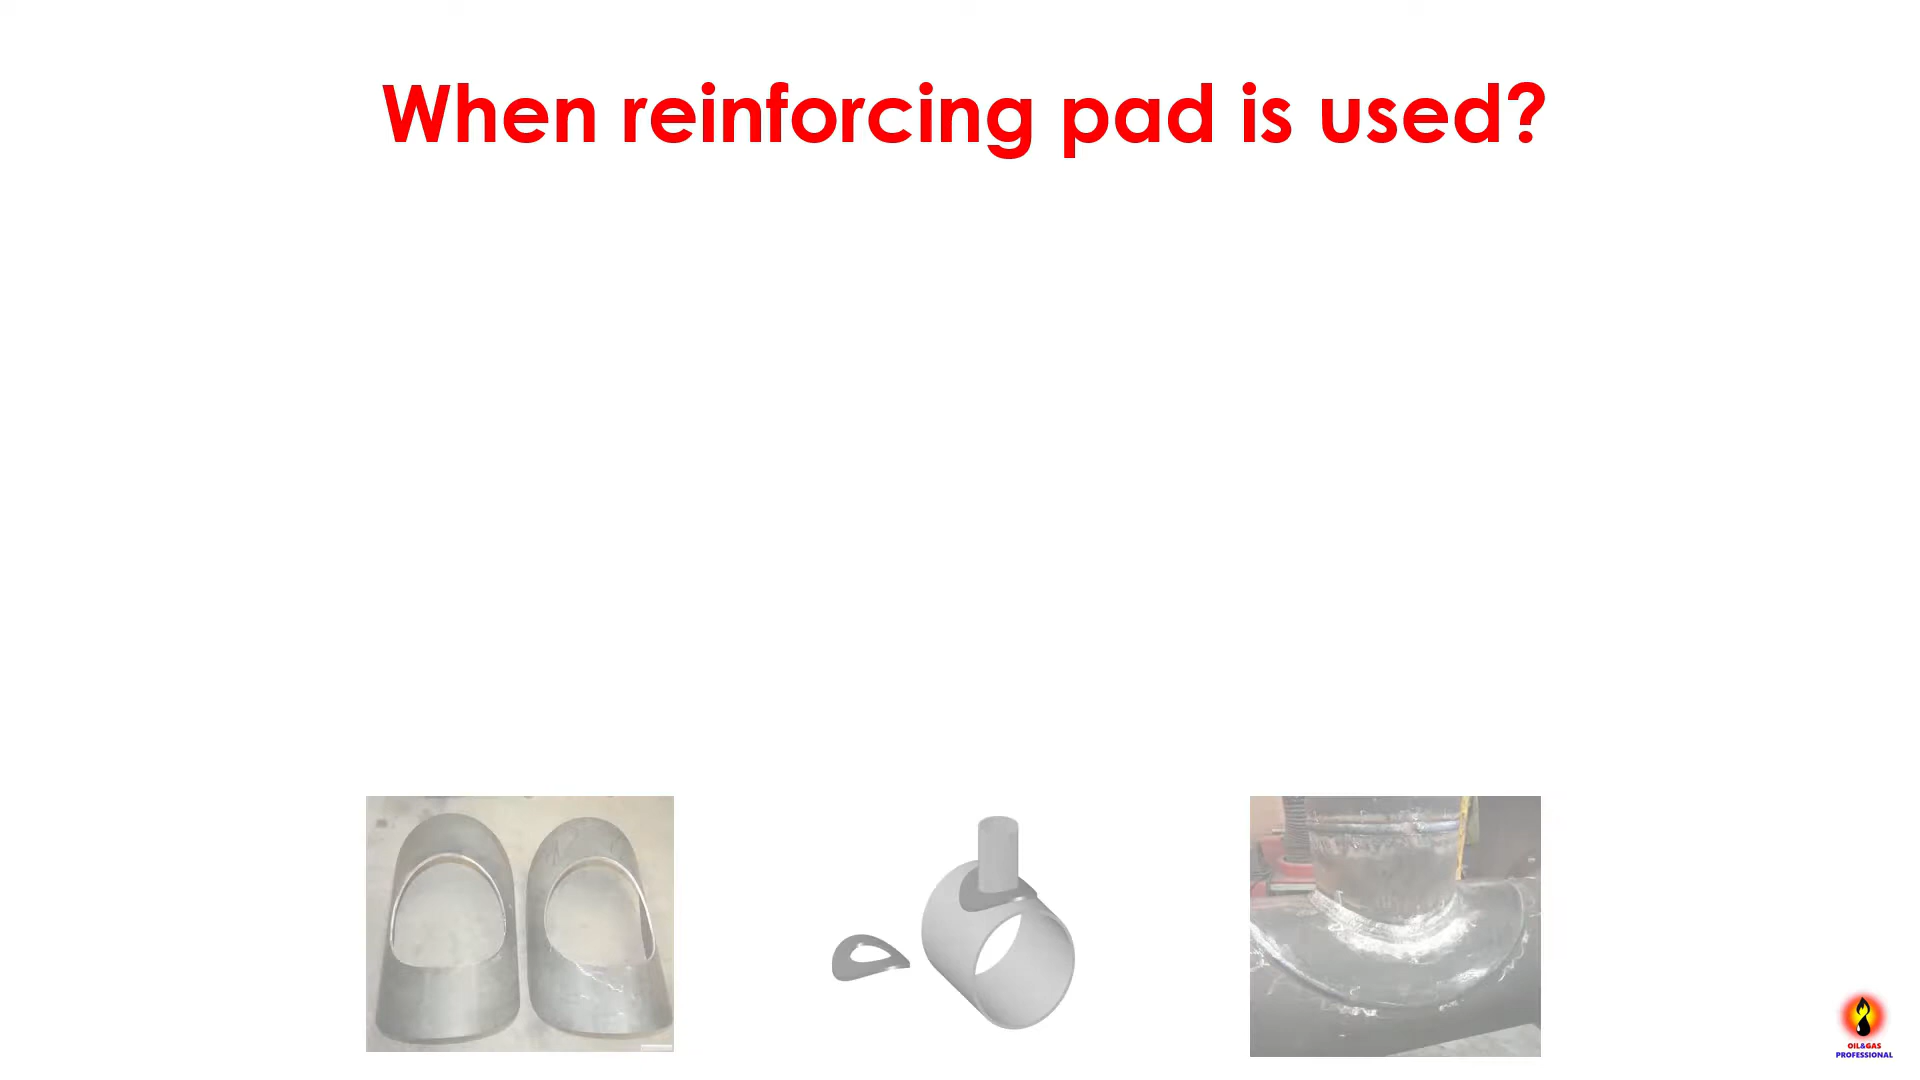 When reinforcing pad is used?
OIL&GAS
PROFESSIONAL